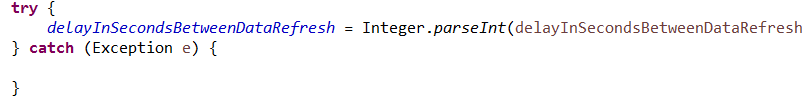 try {
    delayInSecondsBetweenDataRefresh = Integer.parseInt(delayInSecondsBetweenDataRefresh
} catch (Exception e) {
}